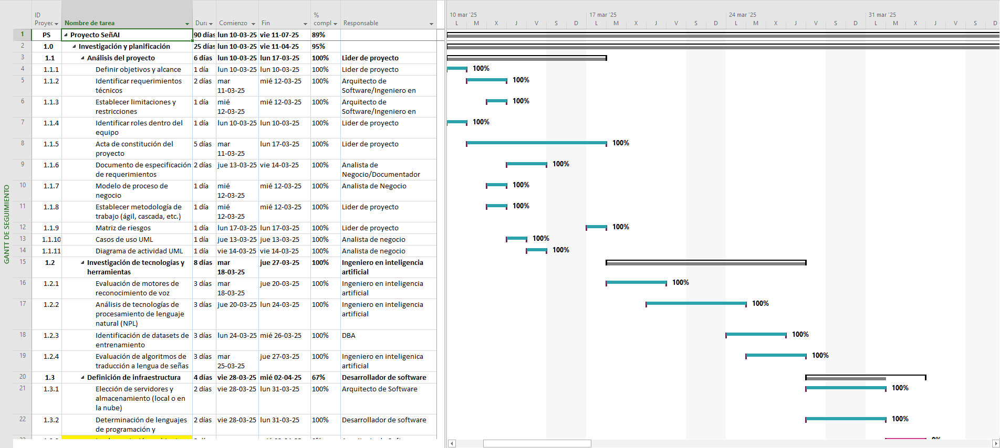 GANTT DE SEGUIMIENTO
ID Proyec Nombre de tarea Dura Comienzo Fin % compl Responsable
10 mar '25 17 mar '25 24 mar '25 31 mar '25
L M X J V S D L M X J V S D L M X J V S D L M X J V S D
1 PS Proyecto SeñAI 90 días lun 10-03-25 vie 11-07-25 89%
2 1.0 Investigación y planificación 25 días lun 10-03-25 vie 11-04-25 95%
3 1.1 Análisis del proyecto 6 días lun 10-03-25 lun 17-03-25 100% Lider de proyecto
4 1.1.1 Definir objetivos y alcance 1 día lun 10-03-25 lun 10-03-25 100% Lider de proyecto 100%
5 1.1.2 Identificar requerimientos 2 días mar mié 12-03-25 100% Arquitecto de 100%
técnicos 11-03-25 Software/Ingeniero en
6 1.1.3 Establecer limitaciones y 1 día mié mié 12-03-25 100% Arquitecto de 100%
restricciones 12-03-25 Software/Ingeniero en
7 1.1.4 Identificar roles dentro del 1 día lun 10-03-25 lun 10-03-25 100% Lider de proyecto 100%
equipo
8 1.1.5 Acta de constitución del 5 días mar lun 17-03-25 100% Lider de proyecto 100%
proyecto 11-03-25
9 1.1.6 Documento de especificación 2 días jue 13-03-25 vie 14-03-25 100% Analista de 100%
de requerimientos Negocio/Documentador
10 1.1.7 Modelo de proceso de 1 día mié mié 12-03-25 100% Analista de Negocio 100%
negocio 12-03-25
11 1.1.8 Establecer metodología de 1 día mié mié 12-03-25 100% Lider de proyecto 100%
trabajo (ágil, cascada, etc.) 12-03-25
12 1.1.9 Matriz de riesgos 1 día lun 17-03-25 lun 17-03-25 100% Lider de proyecto 100%
13 1.1.10 Casos de uso UML 1 día jue 13-03-25 jue 13-03-25 100% Analista de negocio 100%
14 1.1.11 Diagrama de actividad UML 1 día vie 14-03-25 vie 14-03-25 100% Analista de negocio 100%
15 1.2 Investigación de tecnologías y 8 días mar jue 27-03-25 100% Ingeniero en inteligencia
herramientas 18-03-25 artificial
16 1.2.1 Evaluación de motores de 3 días mar jue 20-03-25 100% Ingeniero en inteligencia 100%
reconocimiento de voz 18-03-25 artificial
17 1.2.2 Análisis de tecnologías de 3 días jue 20-03-25 lun 24-03-25 100% Ingeniero en inteligencia 100%
procesamiento de lenguaje artificial
natural (NPL)
18 1.2.3 Identificación de datasets de 3 días lun 24-03-25 mié 26-03-25 100% DBA 100%
entrenamiento
19 1.2.4 Evaluación de algoritmos de 3 días mar jue 27-03-25 100% Ingeniero en inteligenica 100%
traducción a lengua de señas 25-03-25 artificial
20 1.3 Definición de infraestructura 4 días vie 28-03-25 mié 02-04-25 67% Desarrollador de software
21 1.3.1 Elección de servidores y 2 días vie 28-03-25 lun 31-03-25 100% Arquitecto de Software 100%
almacenamiento (local o en
la nube)
22 1.3.2 Determinación de lenguajes 2 días vie 28-03-25 lun 31-03-25 100% Desarrollador de software 100%
de programación y